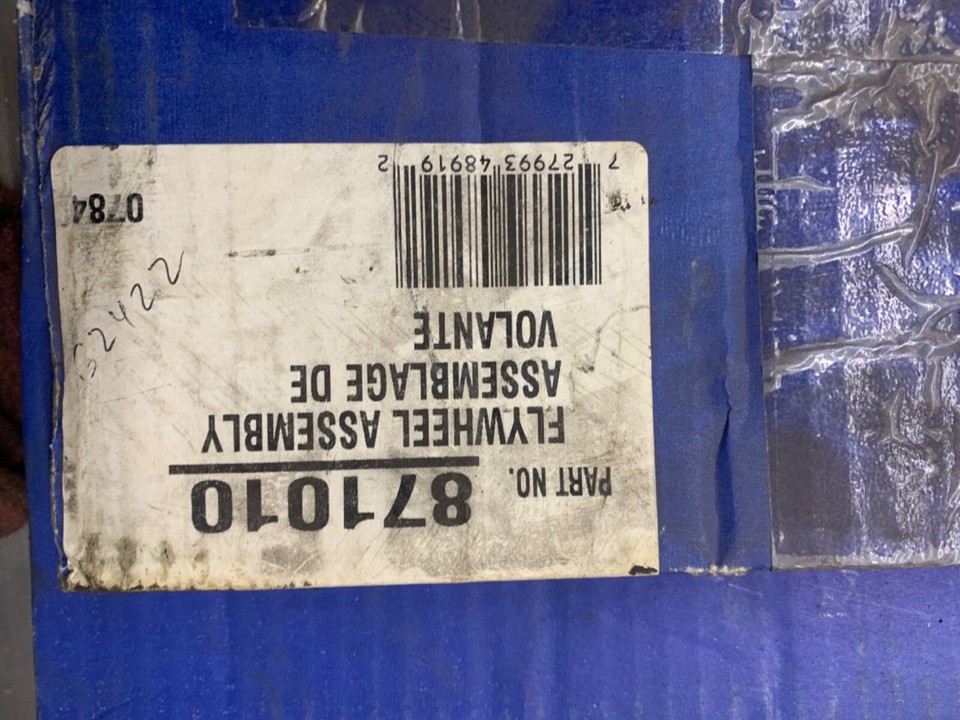 PART NO. 871010
FLYWHEEL ASSEMBLY
ASSEMBLAGE DE
VOLANTE
7 27993 48919 2
0784